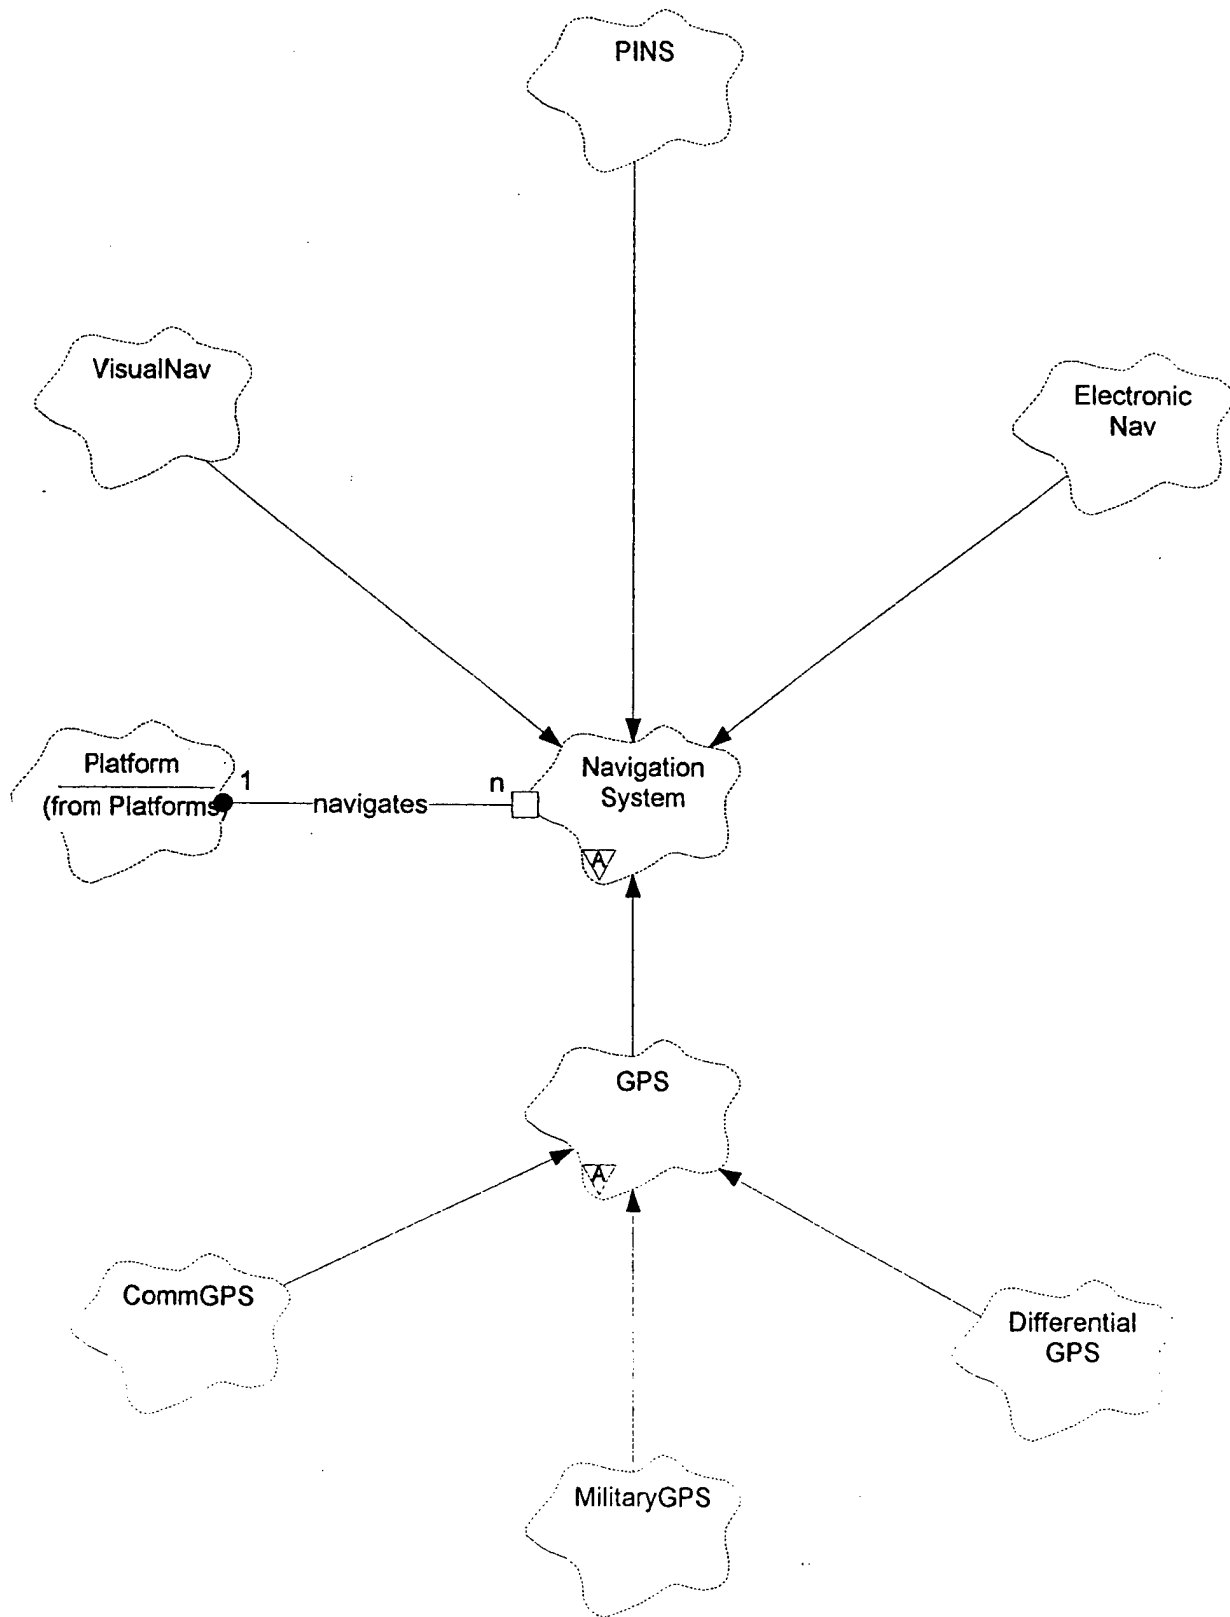 PINS
VisualNav
Electronic
Nav
Platform
(from Platforms)
1
navigates
n
Navigation
System
A
GPS
A
CommGPS
Differential
GPS
MilitaryGPS